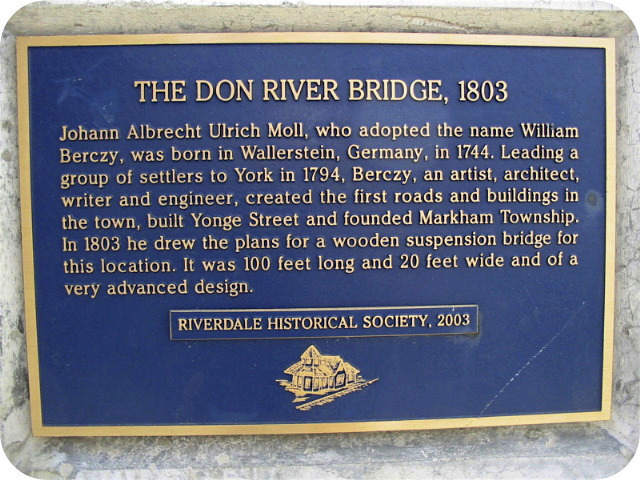 THE DON RIVER BRIDGE, 1803
Johann Albrecht Ulrich Moll, who adopted the name William
Berczy, was born in Wallerstein, Germany, in 1744. Leading a
group of settlers to York in 1794, Berczy, an artist, architect,
writer and engineer, created the first roads and buildings in
the town, built Yonge Street and founded Markham Township.
In 1803 he drew the plans for a wooden suspension bridge for
this location. It was 100 feet long and 20 feet wide and of a
very advanced design.
RIVERDALE HISTORICAL SOCIETY, 2003